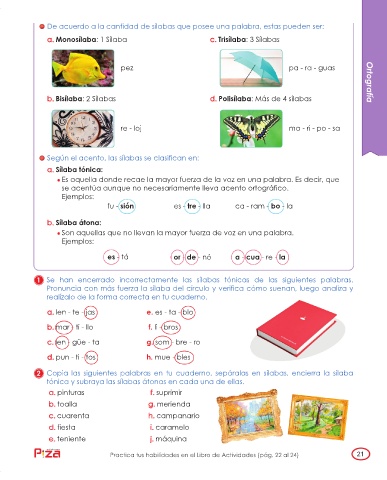 De acuerdo a la cantidad de sílabas que posee una palabra, estas pueden ser:
a. Monosílaba: 1 Sílaba
c. Trisílaba: 3 Sílabas
pez
pa - ra - guas
b. Bisílaba: 2 Sílabas
d. Polisílaba: Más de 4 sílabas
re - loj
ma - ri - po - sa
Ortografía
Según el acento, las sílabas se clasifican en:
a. Sílaba tónica:
Es aquella donde recae la mayor fuerza de la voz en una palabra. Es decir, que
se acentúa aunque no necesariamente lleva acento ortográfico.
Ejemplos:
fu - sión es - tre - lla ca - ram - bo - la
b. Sílaba átona:
Son aquellas que no llevan la mayor fuerza de voz en una palabra.
Ejemplos:
es - tá or - de - nó a - cua - re - la
1 Se han encerrado incorrectamente las sílabas tónicas de las siguientes palabras.
Pronuncia con más fuerza la sílaba del círculo y verifica cómo suenan, luego analiza y
realízalo de la forma correcta en tu cuaderno.
a. len - te - jas
e. es - ta - blo
b. mar - ti - llo
f. li - bros
c. len - güe - ta
g. som - bre - ro
d. pun - ti - tos
h. mue - bles
2 Copia las siguientes palabras en tu cuaderno, sepáralas en sílabas, encierra la sílaba
tónica y subraya las sílabas átonas en cada una de ellas.
a. pinturas
f. suprimir
b. toalla
g. merienda
c. cuarenta
h. campanario
d. fiesta
i. caramelo
e. teniente
j. máquina
Piza
Practica tus habilidades en el Libro de Actividades (pág. 22 al 24)
21